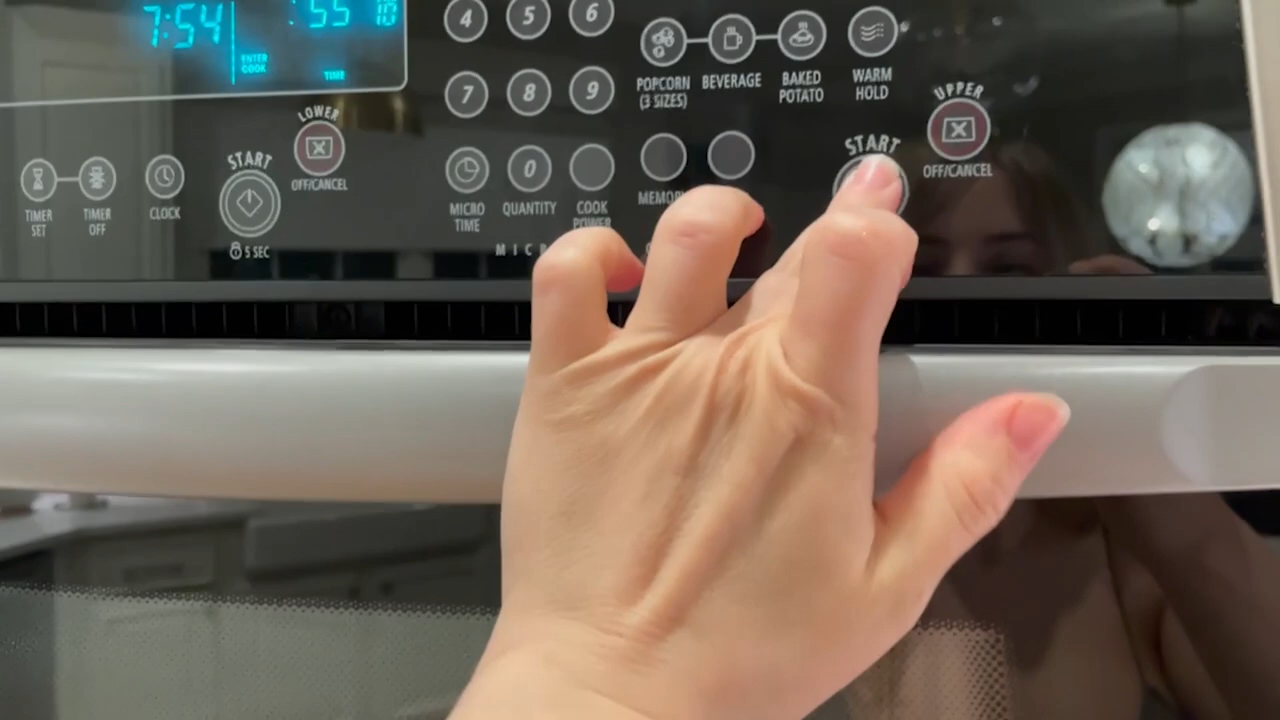 7:54
:55
10
ENTER
COOK
TIME
4
5
6
POPCORN
(3 SIZES)
BEVERAGE
BAKED
POTATO
WARM
HOLD
7
8
9
LOWER
OFF/CANCEL
UPPER
OFF/CANCEL
TIMER
SET
TIMER
OFF
CLOCK
START
5 SEC
MICRO
TIME
0
QUANTITY
COOK
POWER
START